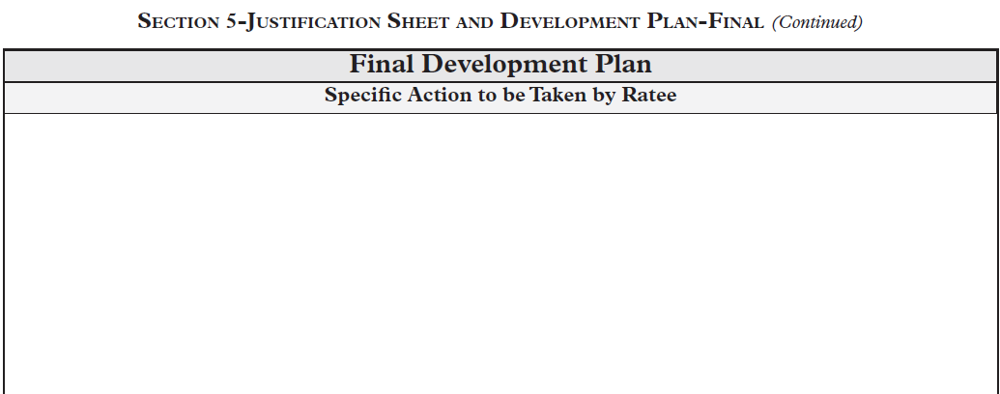 Section 5-Justification Sheet and Development Plan-Final (Continued)
Final Development Plan
Specific Action to be Taken by Ratee